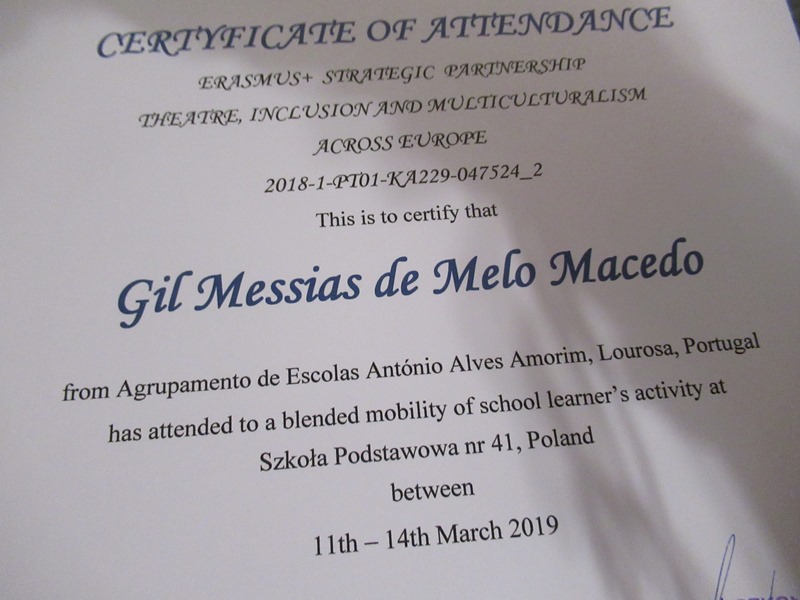 CERTYFICATE OF ATTENDANCE
ERASMUS+ STRATEGIC PARTNERSHIP
THEATRE, INCLUSION AND MULTICULTURALISM
ACROSS EUROPE
2018-1-PT01-KA229-047524_2
This is to certify that
Gil Messias de Melo Macedo
from Agrupamento de Escolas António Alves Amorim, Lourosa, Portugal
has attended to a blended mobility of school learner's activity at
Szkoła Podstawowa nr 41, Poland
between
11th – 14th March 2019